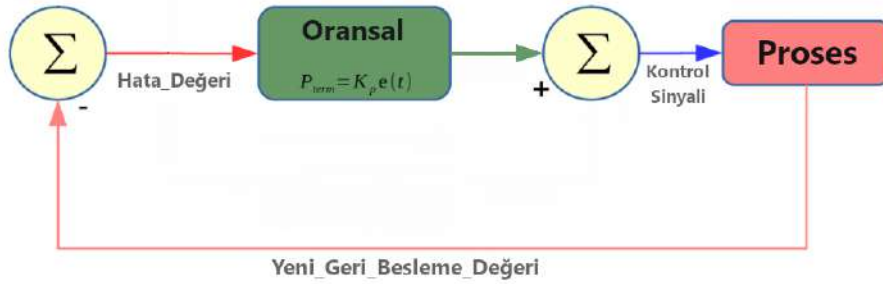 Σ
Oransal
P_term = K_p e(t)
Hata_Değeri
-
+
Σ
Kontrol
Sinyali
Proses
Yeni_Geri_Besleme_Değeri